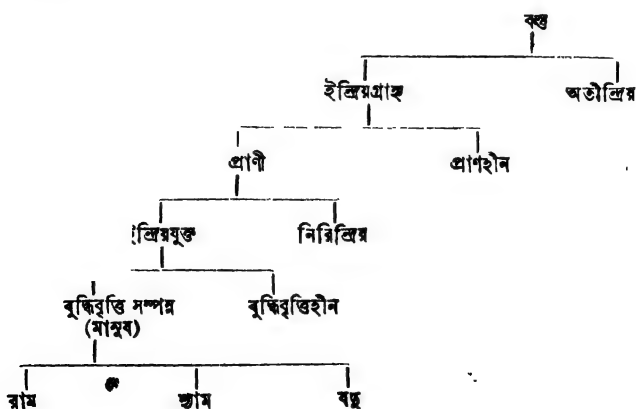 বস্তু
ইন্দ্রিয়গ্রাহ্য অতীন্দ্রিয়
প্রাণী প্রাণহীন
ইন্দ্রিয়যুক্ত নিরিন্দ্রিয়
বুদ্ধিবৃত্তি সম্পন্ন বুদ্ধিবৃত্তিহীন
(মানুষ)
রাম শ্যাম যদু